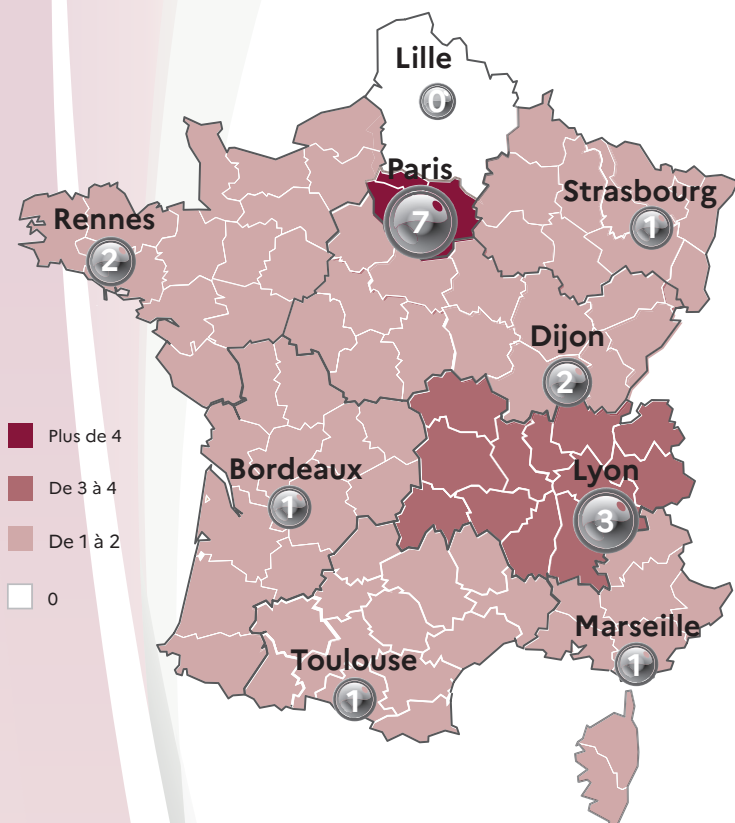 Lille
0
Paris
7
Strasbourg
1
Rennes
2
Dijon
2
Plus de 4
De 3 à 4
De 1 à 2
0
Bordeaux
1
Lyon
3
Marseille
1
Toulouse
1